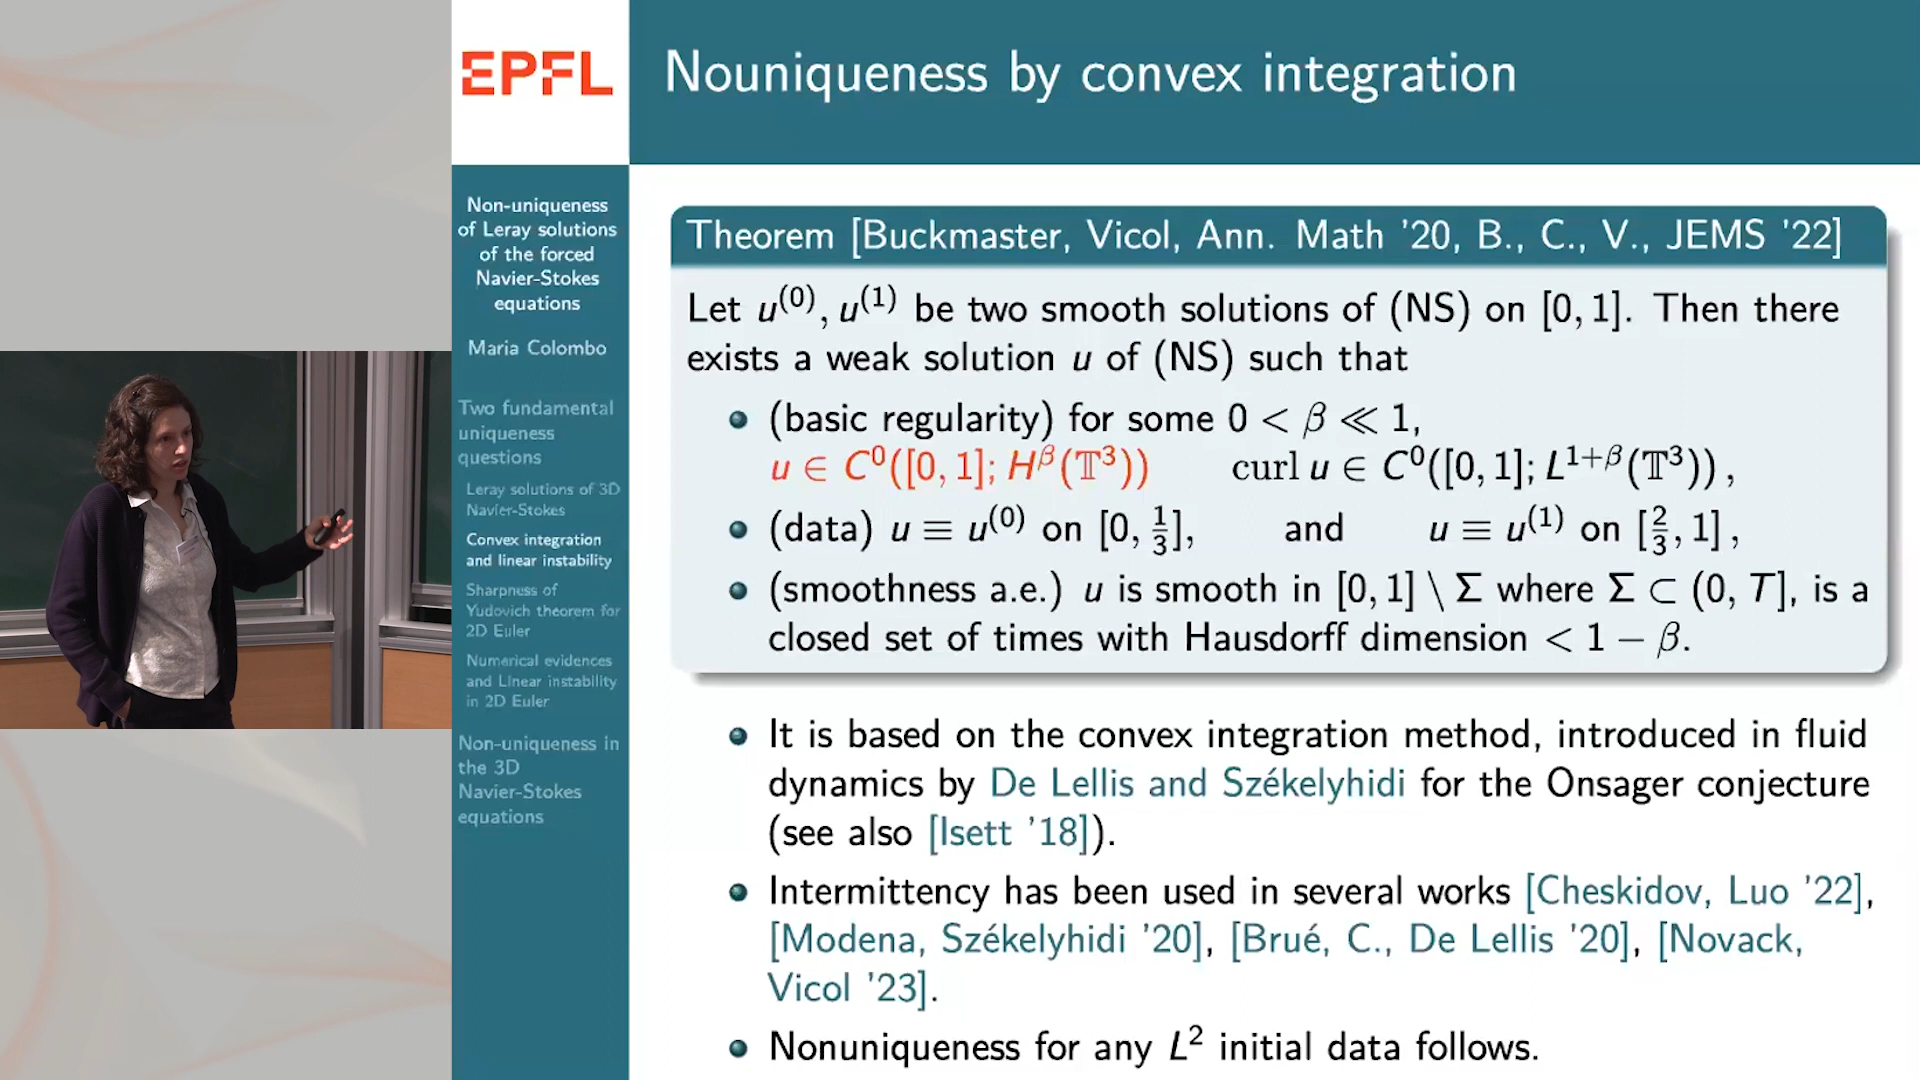 EPFL
Nouniqueness by convex integration
Non-uniqueness
of Leray solutions
of the forced
Navier-Stokes
equations
Maria Colombo
Two fundamental
uniqueness
questions
Leray solutions of 3D
Navier-Stokes
Convex integration
and linear instability
Sharpness of
Yudovich theorem for
2D Euler
Numerical evidences
and LInear instability
in 2D Euler
Non-uniqueness in
the 3D
Navier-Stokes
equations
Theorem [Buckmaster, Vicol, Ann. Math '20, B., C., V., JEMS '22]
Let u⁽⁰⁾, u⁽¹⁾ be two smooth solutions of (NS) on [0, 1]. Then there
exists a weak solution u of (NS) such that
• (basic regularity) for some 0 < β ≪ 1,
u ∈ C⁰([0, 1]; H^β(𝕋³)) curl u ∈ C⁰([0, 1]; L^{1+β}(𝕋³)) ,
• (data) u ≡ u⁽⁰⁾ on [0, 1/3], and u ≡ u⁽¹⁾ on [2/3, 1] ,
• (smoothness a.e.) u is smooth in [0, 1] \ Σ where Σ ⊂ (0, T], is a
closed set of times with Hausdorff dimension < 1 − β.
• It is based on the convex integration method, introduced in fluid
dynamics by De Lellis and Székelyhidi for the Onsager conjecture
(see also [Isett '18]).
• Intermittency has been used in several works [Cheskidov, Luo '22],
[Modena, Székelyhidi '20], [Brué, C., De Lellis '20], [Novack,
Vicol '23].
• Nonuniqueness for any L² initial data follows.